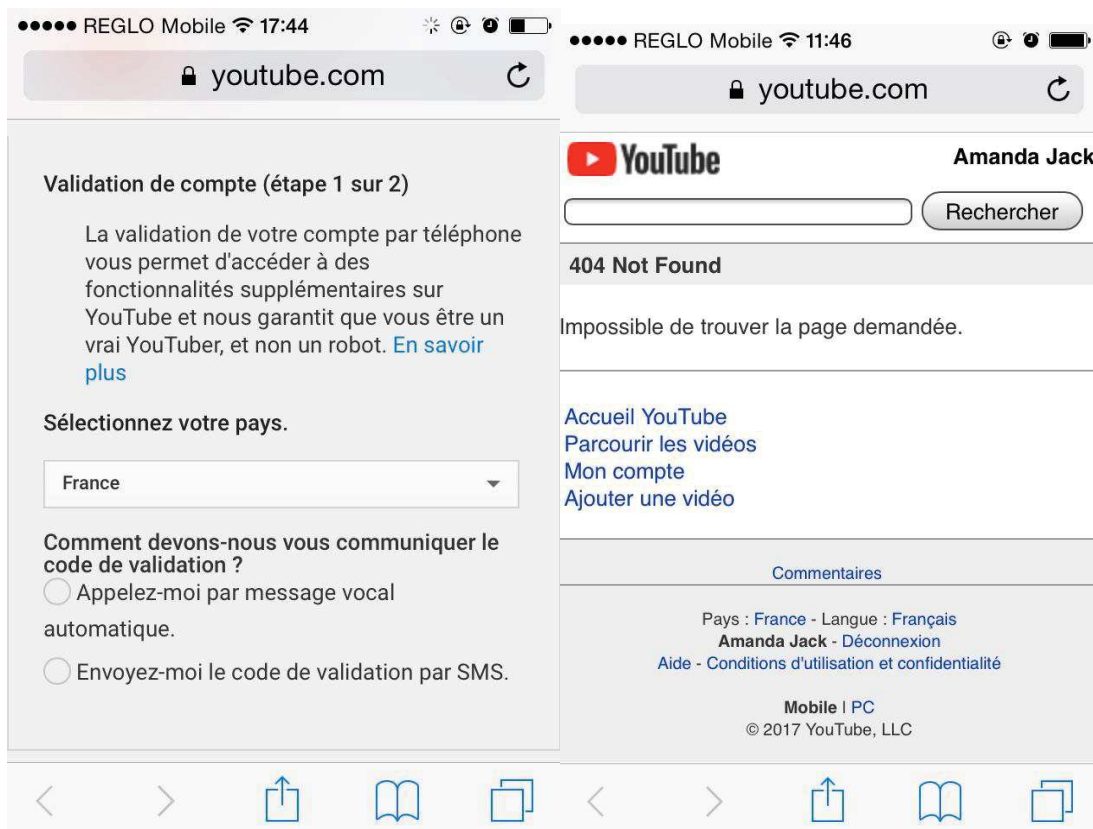 REGLO Mobile 17:44
youtube.com
Validation de compte (étape 1 sur 2)
La validation de votre compte par téléphone
vous permet d'accéder à des
fonctionnalités supplémentaires sur
YouTube et nous garantit que vous être un
vrai YouTuber, et non un robot. En savoir
plus
Sélectionnez votre pays.
France
Comment devons-nous vous communiquer le
code de validation ?
Appelez-moi par message vocal
automatique.
Envoyez-moi le code de validation par SMS.
REGLO Mobile 11:46
youtube.com
YouTube Amanda Jack
Rechercher
404 Not Found
Impossible de trouver la page demandée.
Accueil YouTube
Parcourir les vidéos
Mon compte
Ajouter une vidéo
Commentaires
Pays : France - Langue : Français
Amanda Jack - Déconnexion
Aide - Conditions d'utilisation et confidentialité
Mobile | PC
© 2017 YouTube, LLC